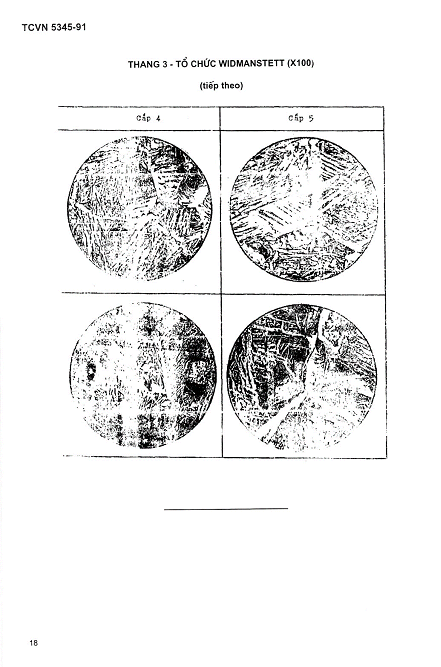 TCVN 5345-91
THANG 3 - TỔ CHỨC WIDMANSTETT (X100)
(tiếp theo)
Cấp 4
Cấp 5
18